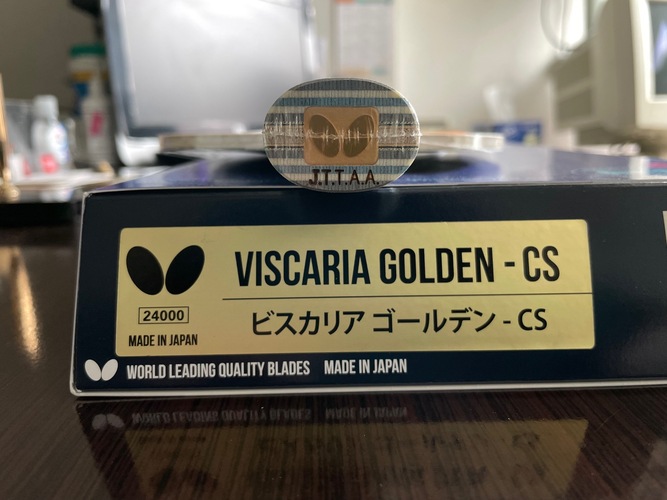 J.T.T.A.A.
VISCARIA GOLDEN - CS
24000
ビスカリア ゴールデン - CS
MADE IN JAPAN
WORLD LEADING QUALITY BLADES MADE IN JAPAN